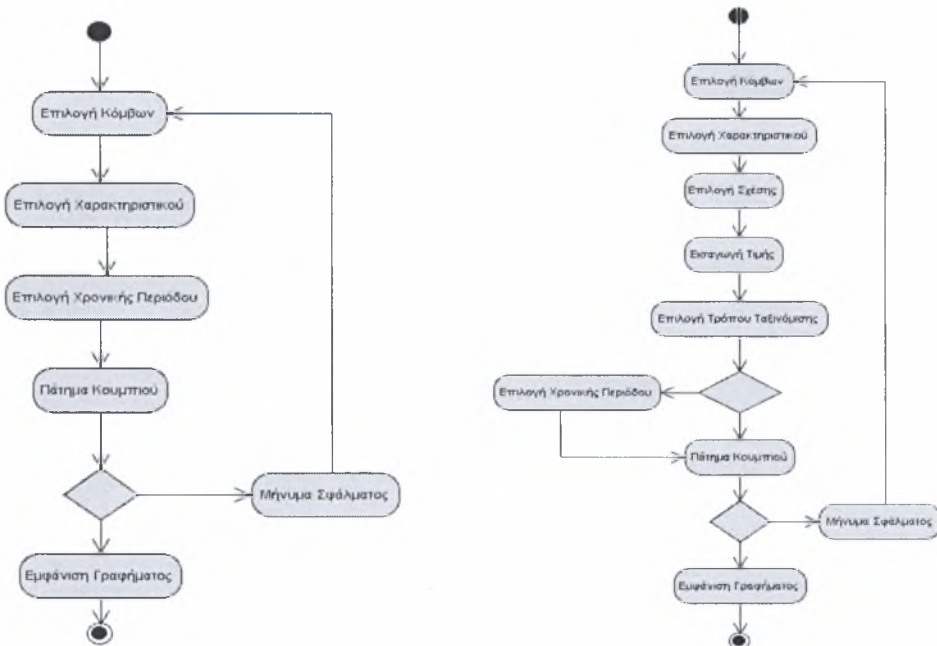 Επιλογή Κόμβων
Επιλογή Χαρακτηριστικού
Επιλογή Χρονικής Περιόδου
Πάτημα Κουμπιού
Μήνυμα Σφάλματος
Εμφάνιση Γραφήματος
Επιλογή Κόμβων
Επιλογή Χαρακτηριστικού
Επιλογή Σχέσης
Εισαγωγή Τιμής
Επιλογή Τρόπου Ταξινόμισης
Επιλογή Χρονικής Περιόδου
Πάτημα Κουμπιού
Μήνυμα Σφάλματος
Εμφάνιση Γραφήματος